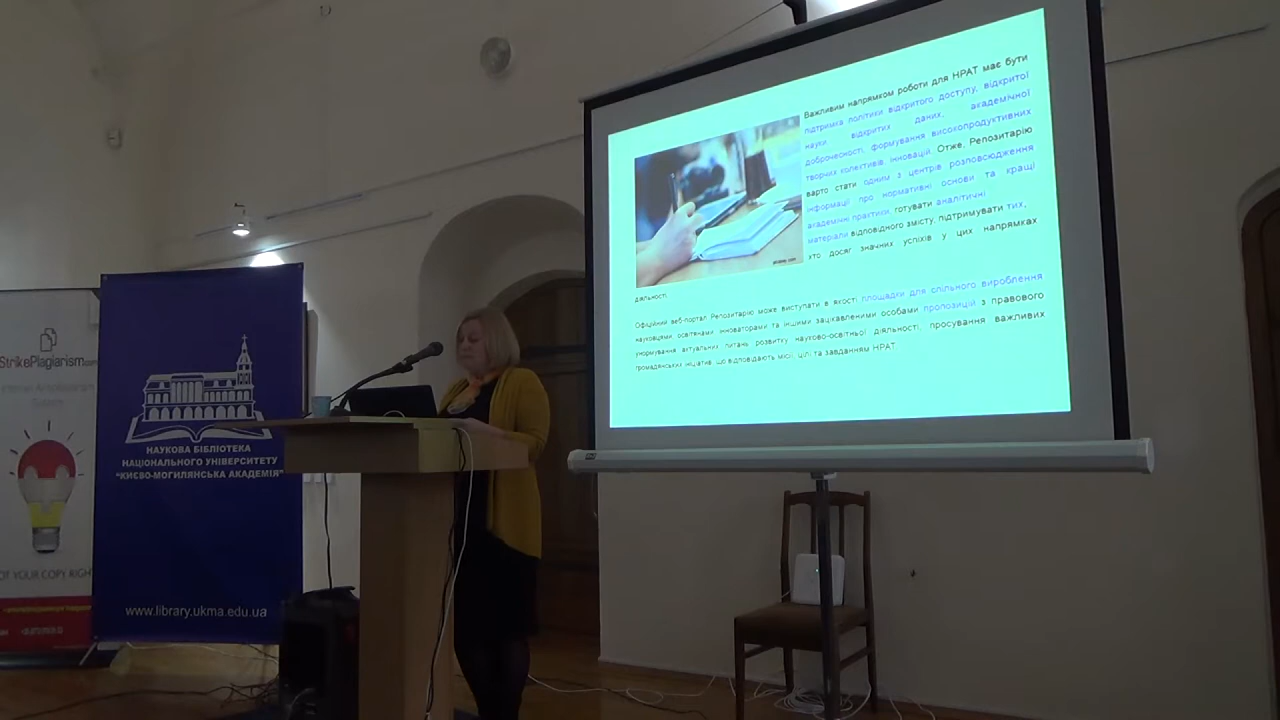 StrikePlagiarism.com
НАУКОВА БІБЛІОТЕКА
НАЦІОНАЛЬНОГО УНІВЕРСИТЕТУ
"КИЄВО-МОГИЛЯНСЬКА АКАДЕМІЯ"
www.library.ukma.edu.ua
Важливим напрямком роботи для НРАТ має бути
підтримка політики відкритого доступу, відкритої
науки відкритих даних, академічної
доброчесності, формування високопродуктивних
творчих колективів інновацій. Отже, Репозитарію
варто стати одним з центрів розповсюдження
інформації про нормативні основи та кращі
академічні практики, готувати аналітичні
матеріали відповідного змісту, підтримувати тих,
хто досяг значних успіхів у цих напрямках
діяльності.
Офіційний веб-портал Репозитарію може виступати в якості площадки для спільного вироблення
науковцями освітянами інноваторами та іншими зацікавленими особами пропозицій з правового
унормування актуальних питань розвитку науково-освітньої діяльності, просування важливих
громадянських ініціатив, що відповідають місії, цілі та завданням НРАТ.